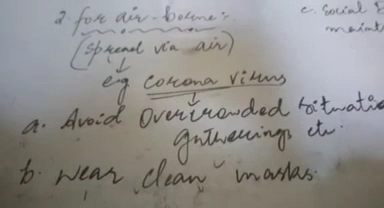 2. for air-borne :-
(spread via air)
eg corona virus
a. Avoid overcrowded situatio
gatherings etc.
b. wear clean masks.
c. social
maint